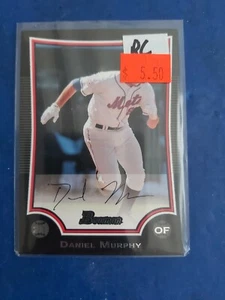 RC
$ 5.50
Mets
Bowman
OF
DANIEL MURPHY